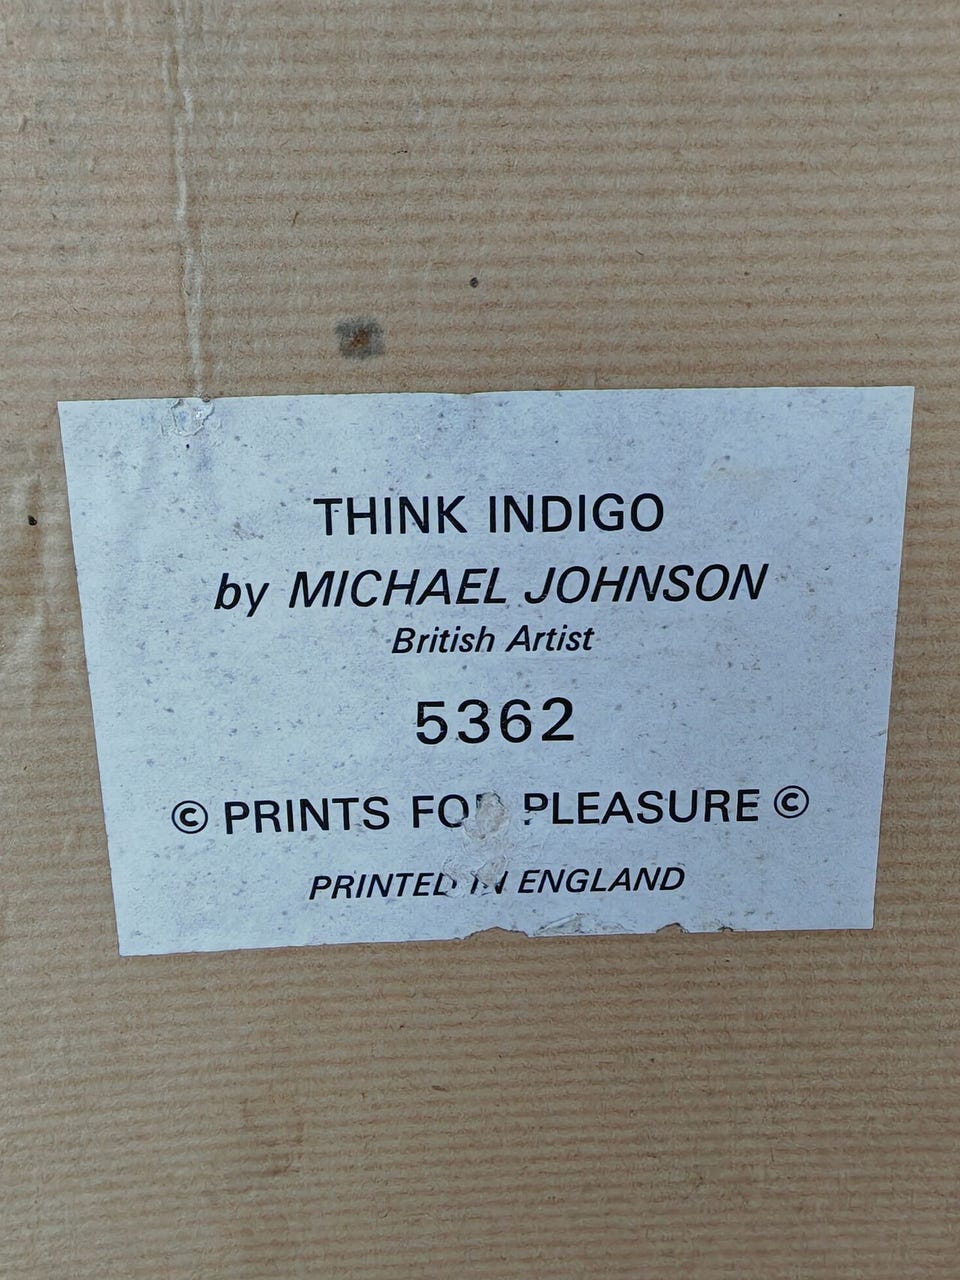 THINK INDIGO
by MICHAEL JOHNSON
British Artist
5362
© PRINTS FOR PLEASURE ©
PRINTED IN ENGLAND